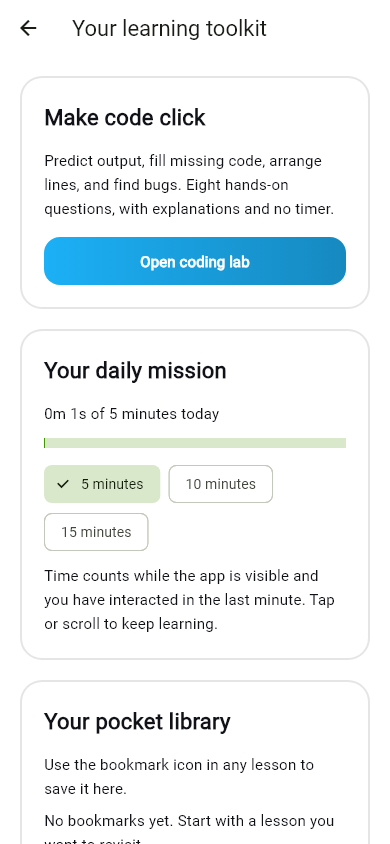 Your learning toolkit
Make code click
Predict output, fill missing code, arrange
lines, and find bugs. Eight hands-on
questions, with explanations and no timer.
Open coding lab
Your daily mission
0m 1s of 5 minutes today
5 minutes
10 minutes
15 minutes
Time counts while the app is visible and
you have interacted in the last minute. Tap
or scroll to keep learning.
Your pocket library
Use the bookmark icon in any lesson to
save it here.
No bookmarks yet. Start with a lesson you
want to revisit